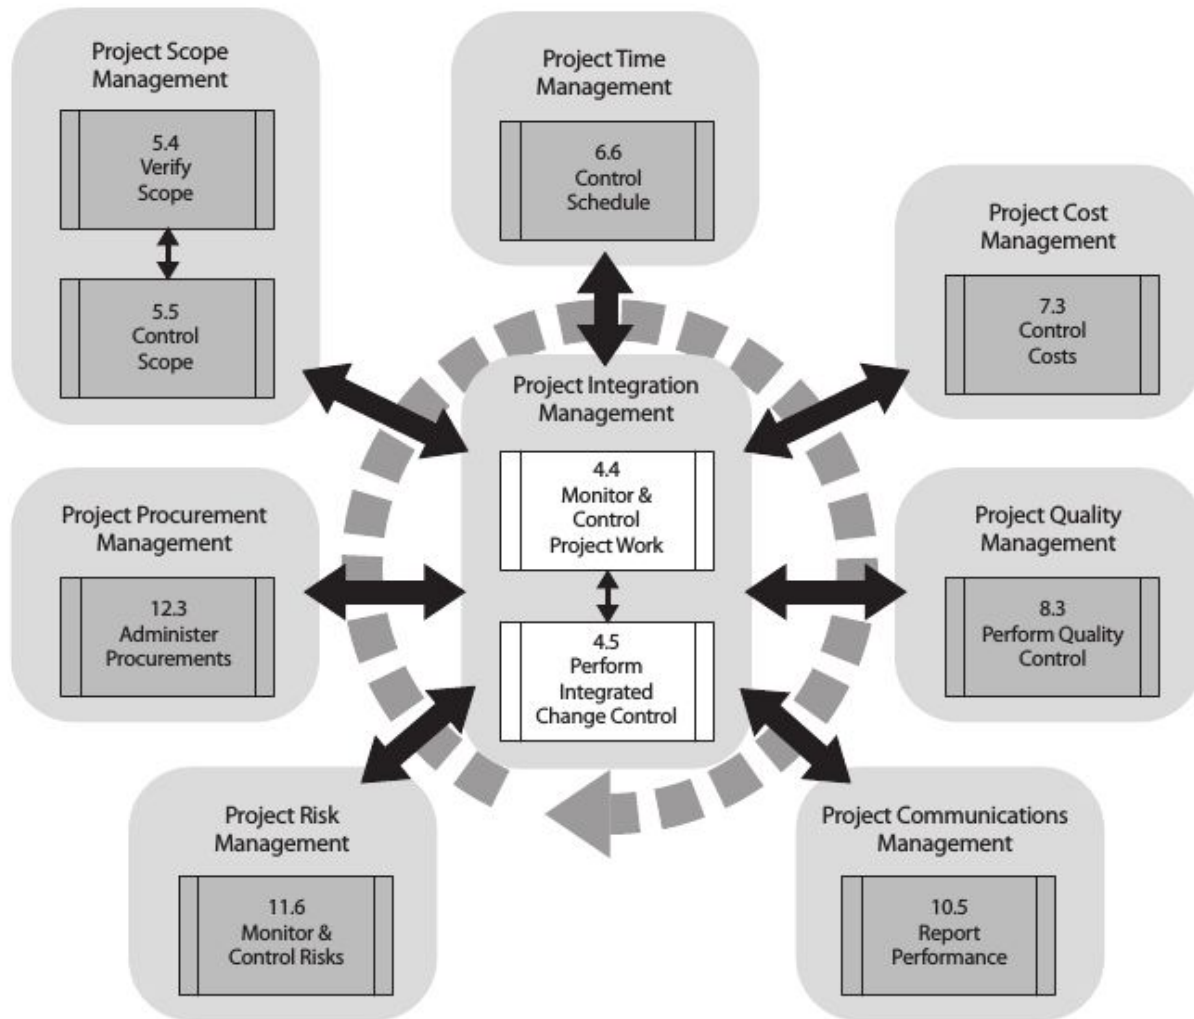 Project Scope
Management
5.4
Verify
Scope
5.5
Control
Scope
Project Time
Management
6.6
Control
Schedule
Project Cost
Management
7.3
Control
Costs
Project Integration
Management
4.4
Monitor &
Control
Project Work
4.5
Perform
Integrated
Change Control
Project Procurement
Management
12.3
Administer
Procurements
Project Quality
Management
8.3
Perform Quality
Control
Project Risk
Management
11.6
Monitor &
Control Risks
Project Communications
Management
10.5
Report
Performance